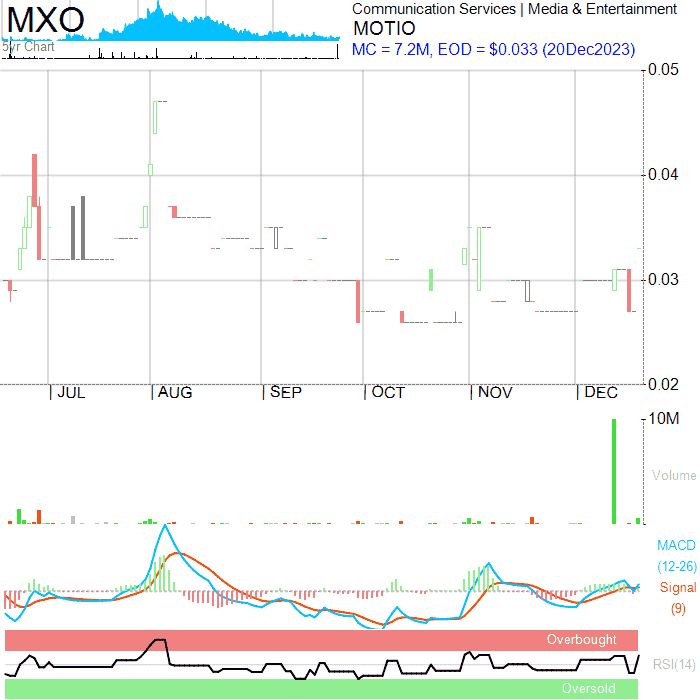 MXO
5yr Chart
Communication Services | Media & Entertainment
MOTIO
MC = 7.2M, EOD = $0.033 (20Dec2023)
0.05
0.04
0.03
0.02
JUL
AUG
SEP
OCT
NOV
DEC
10M
Volume
MACD
(12-26)
Signal
(9)
Overbought
RSI(14)
Oversold